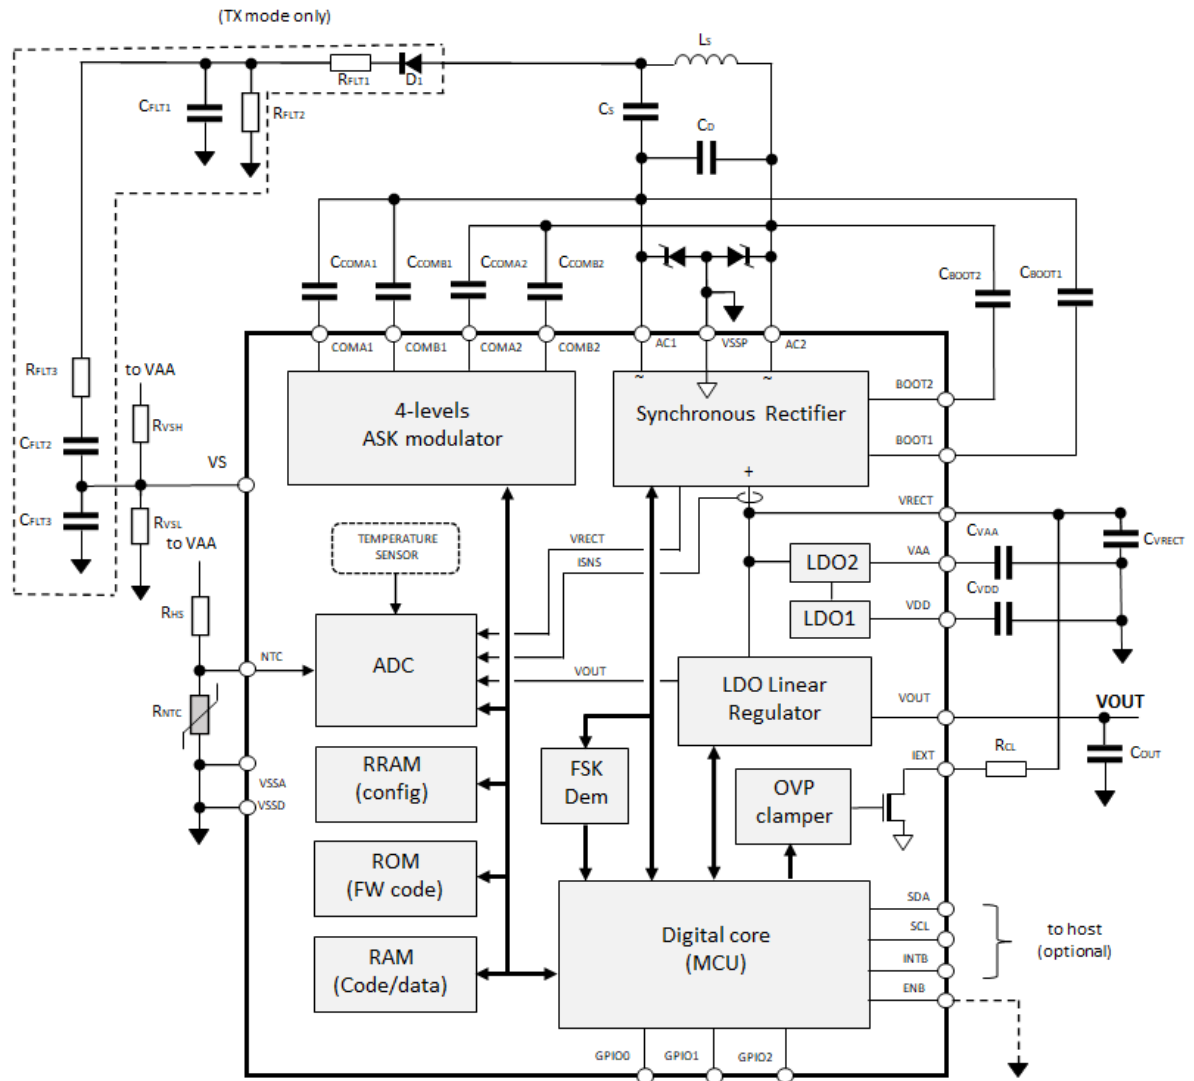 (TX mode only)
LS
RFLT1
D1
CFLT1
RFLT2
CS
CD
CCOMA1
CCOMB1
CCOMA2
CCOMB2
CBOOT2
CBOOT1
COMA1
COMB1
COMA2
COMB2
AC1
VSSP
AC2
RFLT3
to VAA
RVSH
CFLT2
VS
CFLT3
RVSL
to VAA
4-levels
ASK modulator
~
~
Synchronous Rectifier
+
BOOT2
BOOT1
VRECT
CVAA
CVRECT
VAA
CVDD
VDD
TEMPERATURE
SENSOR
VRECT
ISNS
LDO2
LDO1
RHS
NTC
ADC
VOUT
LDO Linear
Regulator
VOUT
VOUT
RNTC
COUT
RCL
IEXT
VSSA
VSSD
RRAM
(config)
FSK
Dem
OVP
clamper
ROM
(FW code)
RAM
(Code/data)
Digital core
(MCU)
SDA
SCL
INTB
ENB
to host
(optional)
GPIO0
GPIO1
GPIO2